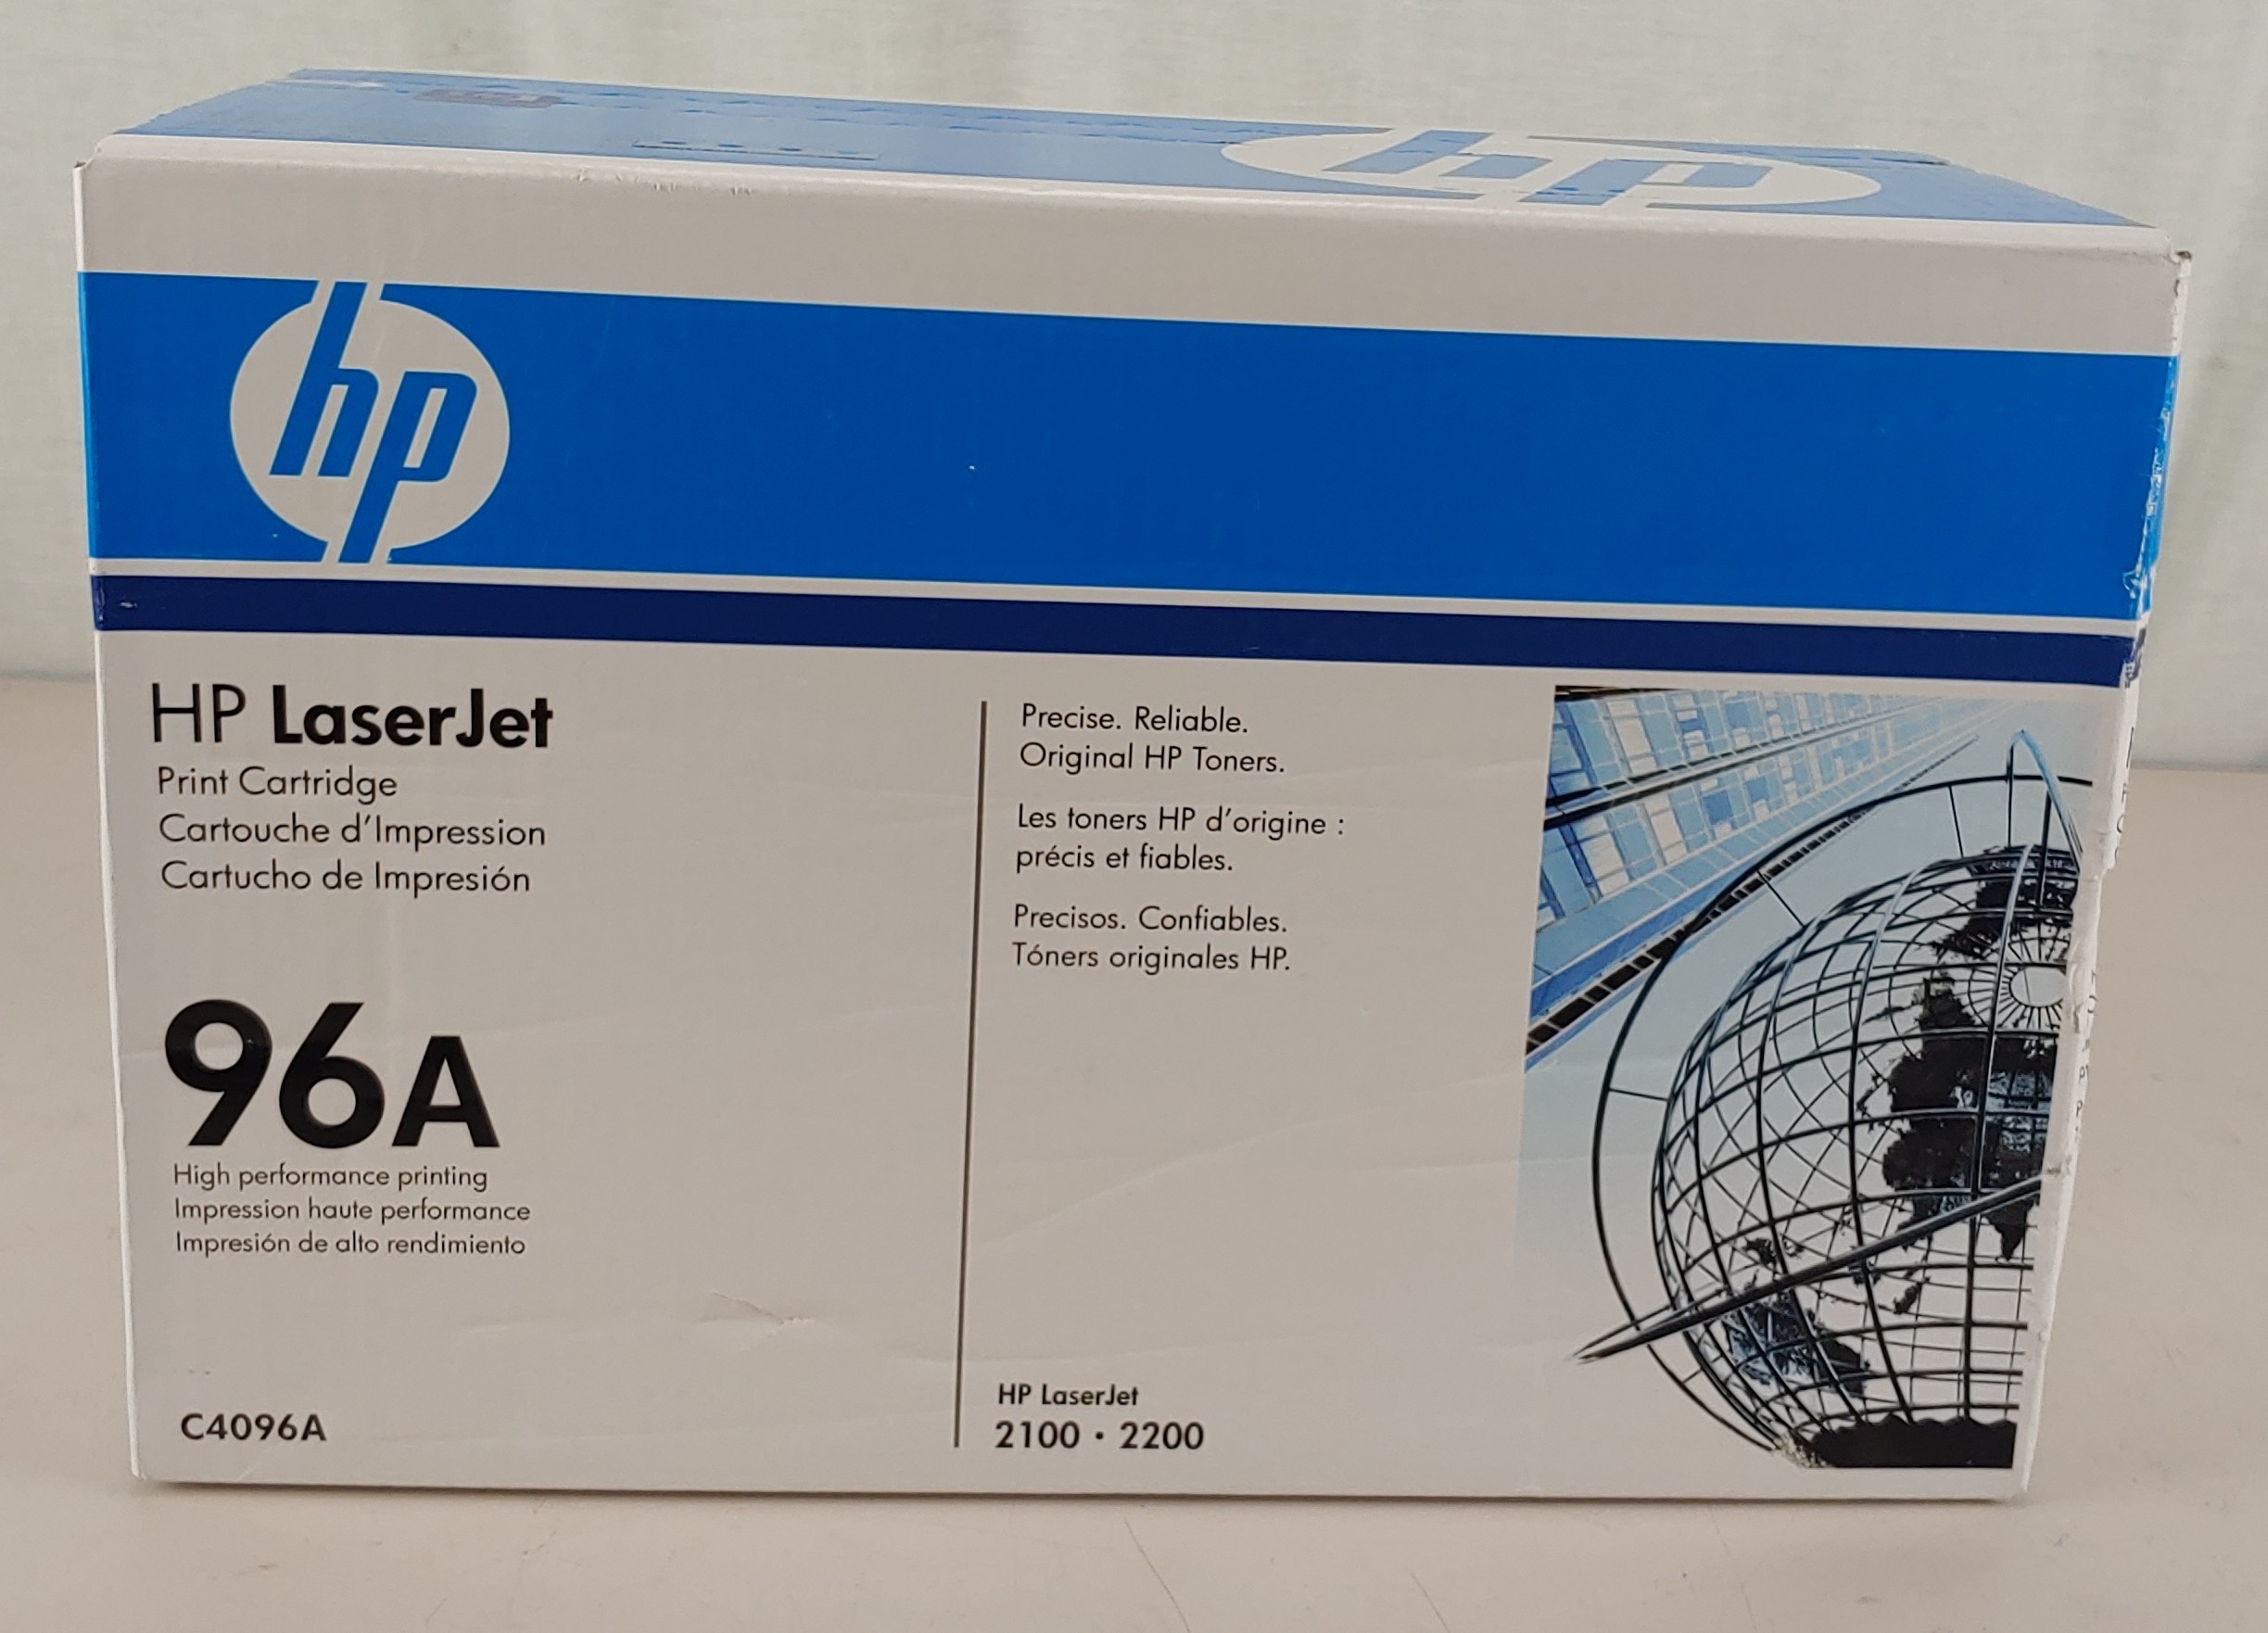 hp
hp
HP LaserJet
Print Cartridge
Cartouche d'Impression
Cartucho de Impresión
96A
High performance printing
Impression haute performance
Impresión de alto rendimiento
C4096A
Precise. Reliable.
Original HP Toners.
Les toners HP d'origine :
précis et fiables.
Precisos. Confiables.
Tóners originales HP.
HP LaserJet
2100 • 2200